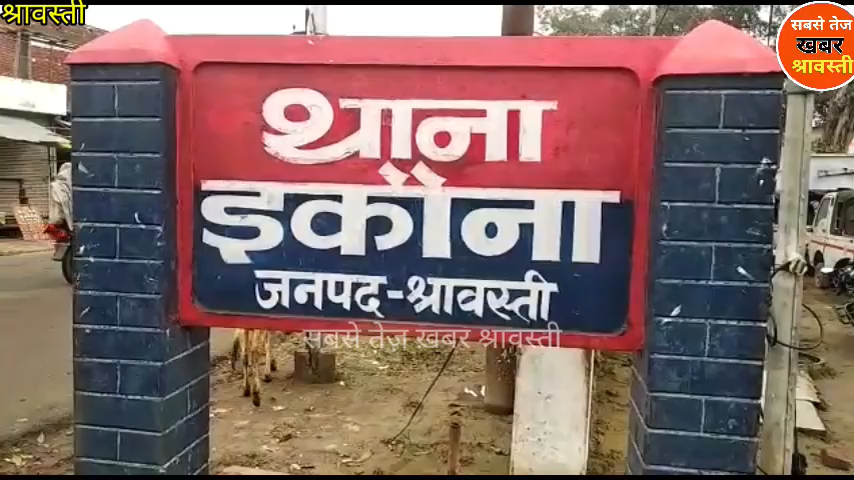 श्रावस्ती
सबसे तेज
खबर
श्रावस्ती
थाना
इकौना
जनपद-श्रावस्ती
सबसे तेज खबर श्रावस्ती